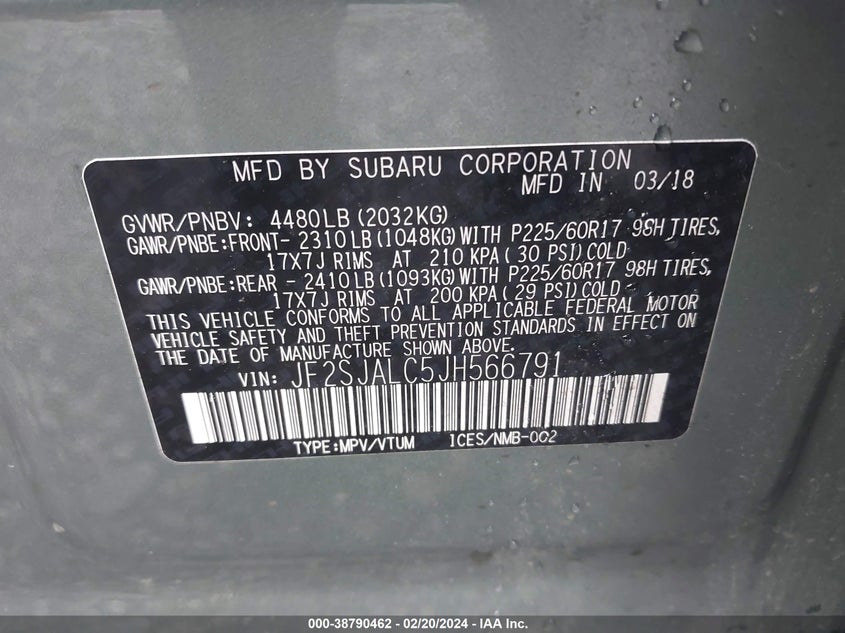 MFD BY SUBARU CORPORATION
MFD IN 03/18
GVWR/PNBV: 4480LB (2032KG)
GAWR/PNBE:FRONT- 2310LB (1048KG) WITH P225/60R17 98H TIRES,
17X7J RIMS AT 210 KPA ( 30 PSI) COLD
GAWR/PNBE:REAR - 2410LB (1093KG) WITH P225/60R17 98H TIRES,
17X7J RIMS AT 200 KPA ( 29 PSI) COLD
THIS VEHICLE CONFORMS TO ALL APPLICABLE FEDERAL MOTOR
VEHICLE SAFETY AND THEFT PREVENTION STANDARDS IN EFFECT ON
THE DATE OF MANUFACTURE SHOWN ABOVE.
VIN: JF2SJALC5JH566791
TYPE:MPV/VTUM ICES/NMB-002
000-38790462 - 02/20/2024 - IAA Inc.